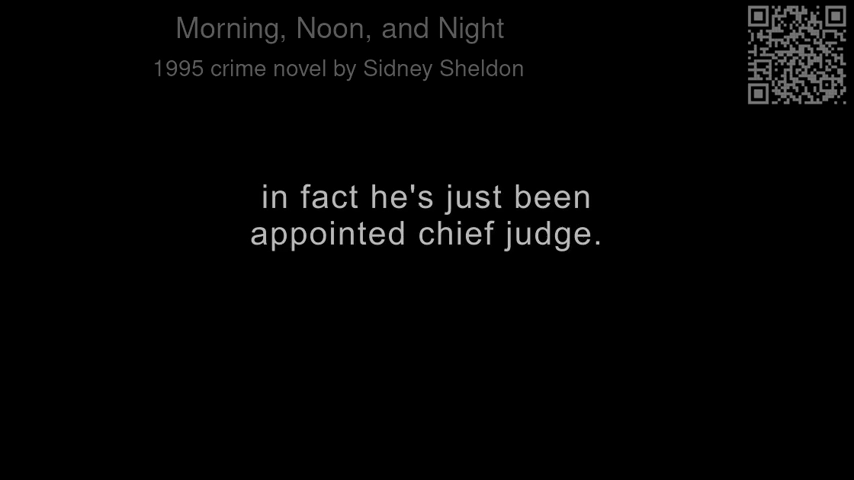 Morning, Noon, and Night
1995 crime novel by Sidney Sheldon
in fact he's just been
appointed chief judge.